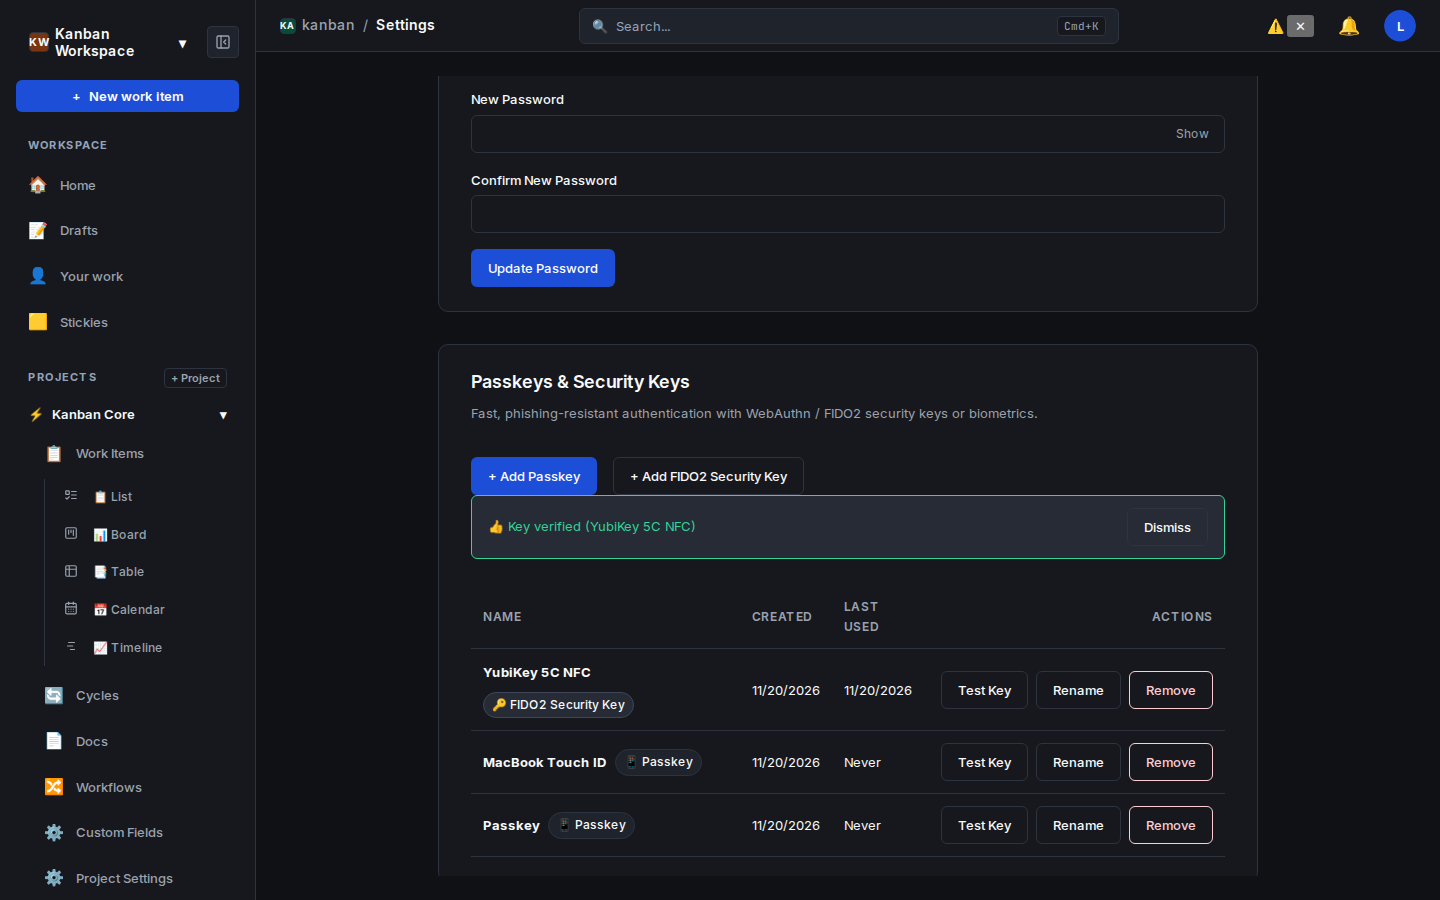 KW Kanban Workspace ▼
+ New work item
WORKSPACE
🏠 Home
📝 Drafts
👤 Your work
🟨 Stickies
PROJECTS + Project
⚡ Kanban Core ▼
📋 Work Items
📋 List
📊 Board
📑 Table
📅 Calendar
📈 Timeline
🔄 Cycles
📄 Docs
🔀 Workflows
⚙️ Custom Fields
⚙️ Project Settings
KA kanban / Settings
🔍 Search... Cmd+K
⚠️ ✕ 🔔 L
New Password
Show
Confirm New Password
Update Password
Passkeys & Security Keys
Fast, phishing-resistant authentication with WebAuthn / FIDO2 security keys or biometrics.
+ Add Passkey + Add FIDO2 Security Key
👍 Key verified (YubiKey 5C NFC) Dismiss
NAME CREATED LAST USED ACTIONS
YubiKey 5C NFC
🔑 FIDO2 Security Key 11/20/2026 11/20/2026 Test Key Rename Remove
MacBook Touch ID 📱 Passkey 11/20/2026 Never Test Key Rename Remove
Passkey 📱 Passkey 11/20/2026 Never Test Key Rename Remove